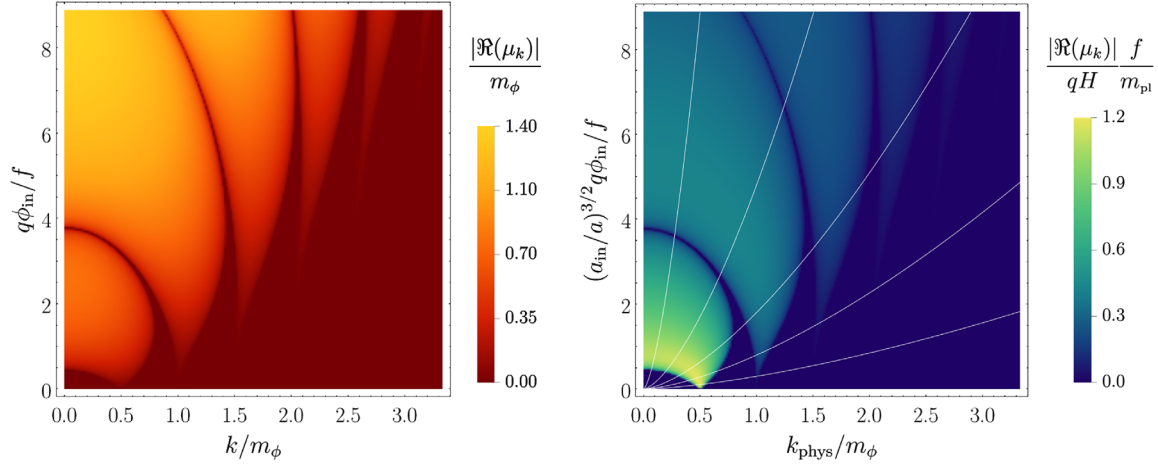 qϕ_in/f
8
6
4
2
0
0.0 0.5 1.0 1.5 2.0 2.5 3.0
k/m_ϕ
|ℜ(μ_k)|
m_ϕ
1.40
1.10
0.70
0.35
0.00
(a_in/a)^{3/2} qϕ_in/f
8
6
4
2
0
0.0 0.5 1.0 1.5 2.0 2.5 3.0
k_phys/m_ϕ
|ℜ(μ_k)| f
qH m_pl
1.2
0.9
0.6
0.3
0.0